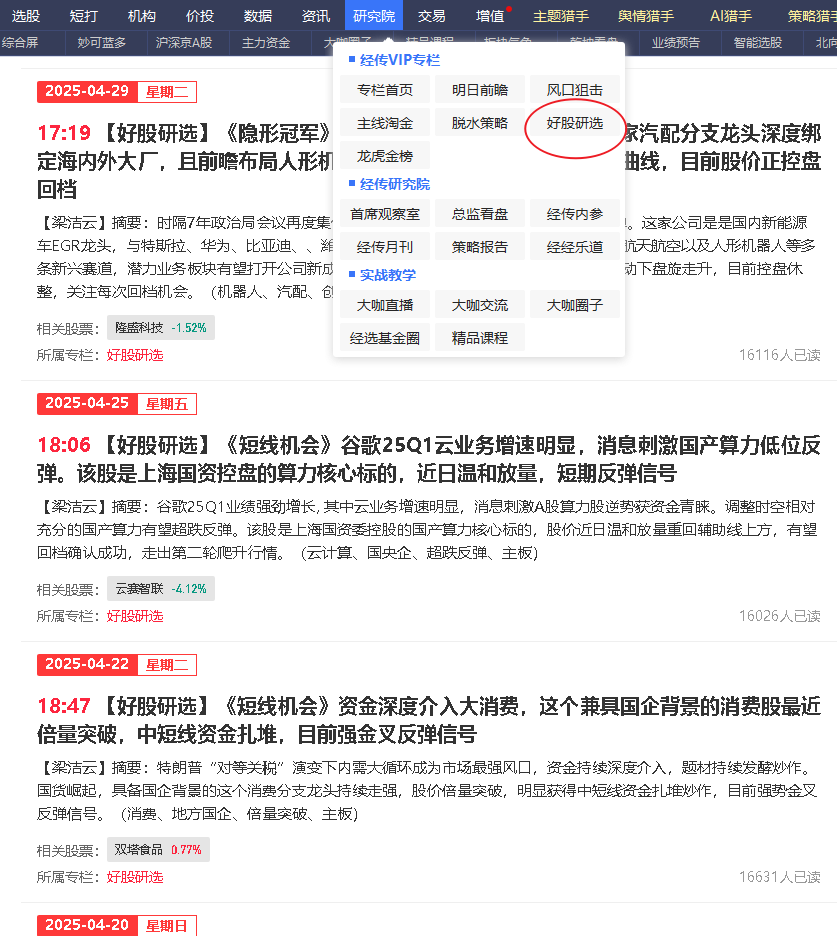 选股 短打 机构 价投 数据 资讯 研究院 交易 增值 主题猎手 舆情猎手 AI猎手 策略猎手
综合屏 妙可蓝多 沪深京A股 主力资金 业绩预告 智能选股 北向
经传VIP专栏
专栏首页 明日前瞻 风口狙击
主线淘金 脱水策略 好股研选
龙虎金榜
经传研究院
首席观察室 总监看盘 经传内参
经传月刊 策略报告 经经乐道
实战教学
大咖直播 大咖交流 大咖圈子
经选基金圈 精品课程
2025-04-29 星期二
17:19 【好股研选】《隐形冠军》 家汽配分支龙头深度绑
定海内外大厂，且前瞻布局人形机 曲线，目前股价正控盘
回档
【梁洁云】摘要：时隔7年政治局会议再度集 。这家公司是是国内新能源
车EGR龙头，与特斯拉、华为、比亚迪、、潍 航天航空以及人形机器人等多
条新兴赛道，潜力业务板块有望打开公司新成 动下盘旋走升，目前控盘休
整，关注每次回档机会。（机器人、汽配、创
相关股票： 隆盛科技 -1.52%
所属专栏：好股研选 16116人已读
2025-04-25 星期五
18:06 【好股研选】《短线机会》谷歌25Q1云业务增速明显，消息刺激国产算力低位反
弹。该股是上海国资控盘的算力核心标的，近日温和放量，短期反弹信号
【梁洁云】摘要：谷歌25Q1业绩强劲增长, 其中云业务增速明显，消息刺激A股算力股逆势获资金青睐。调整时空相对
充分的国产算力有望超跌反弹。该股是上海国资委控股的国产算力核心标的，股价近日温和放量重回辅助线上方，有望
回档确认成功，走出第二轮爬升行情。（云计算、国央企、超跌反弹、主板）
相关股票： 云赛智联 -4.12%
所属专栏：好股研选 16026人已读
2025-04-22 星期二
18:47 【好股研选】《短线机会》资金深度介入大消费，这个兼具国企背景的消费股最近
倍量突破，中短线资金扎堆，目前强金叉反弹信号
【梁洁云】摘要：特朗普“对等关税”演变下内需大循环成为市场最强风口，资金持续深度介入，题材持续发酵炒作。
国货崛起，具备国企背景的这个消费分支龙头持续走强，股价倍量突破，明显获得中短线资金扎堆炒作，目前强势金叉
反弹信号。（消费、地方国企、倍量突破、主板）
相关股票： 双塔食品 0.77%
所属专栏：好股研选 16631人已读
2025-04-20 星期日